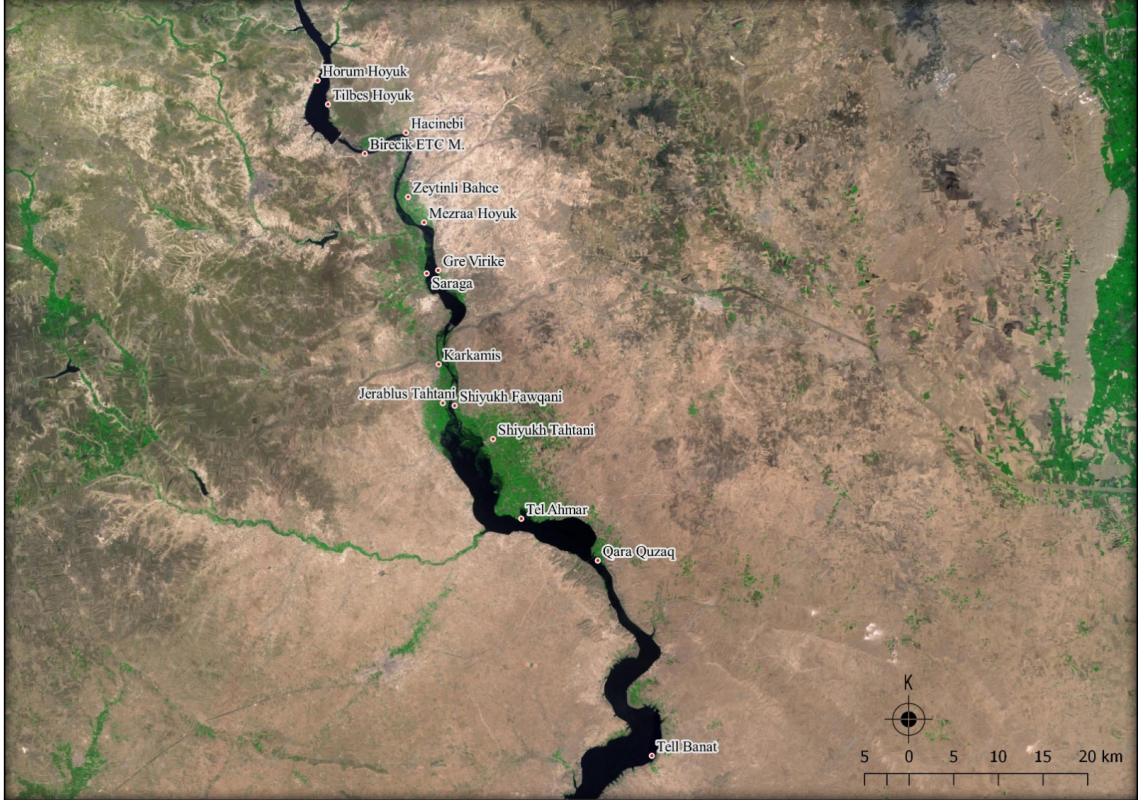 Horum Hoyuk
Tilbes Hoyuk
Hacinebi
Birecik ETC M.
Zeytinli Bahce
Mezraa Hoyuk
Gre Virike
Saraga
Karkamis
Jerablus Tahtani
Shiyukh Fawqani
Shiyukh Tahtani
Tel Ahmar
Qara Quzaq
K
Tell Banat
5 0 5 10 15 20 km